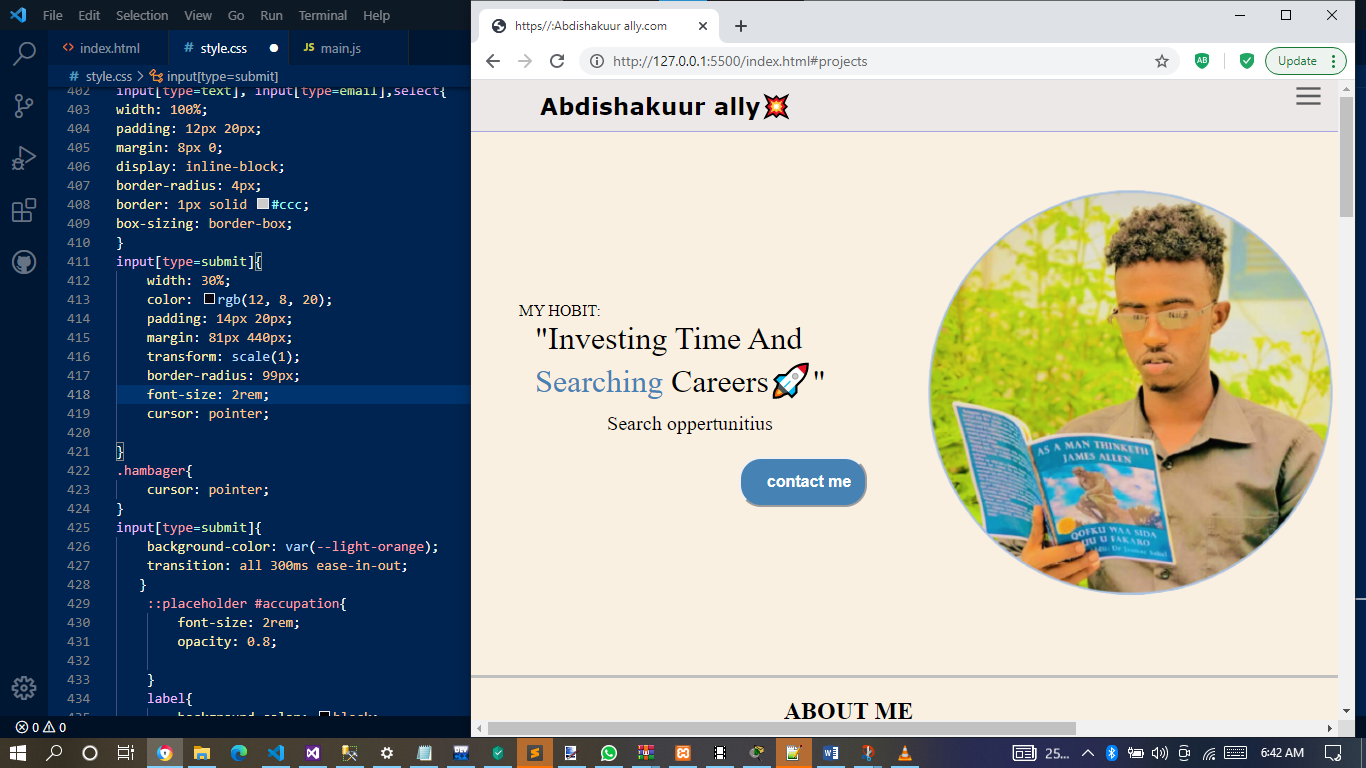 File Edit Selection View Go Run Terminal Help
index.html
style.css
JS main.js
style.css > input[type=submit]
402 input[type=text], input[type=email],select{
403 width: 100%;
404 padding: 12px 20px;
405 margin: 8px 0;
406 display: inline-block;
407 border-radius: 4px;
408 border: 1px solid #ccc;
409 box-sizing: border-box;
410 }
411 input[type=submit]{
412 width: 30%;
413 color: rgb(12, 8, 20);
414 padding: 14px 20px;
415 margin: 81px 440px;
416 transform: scale(1);
417 border-radius: 99px;
418 font-size: 2rem;
419 cursor: pointer;
420
421 }
422 .hambager{
423 cursor: pointer;
424 }
425 input[type=submit]{
426 background-color: var(--light-orange);
427 transition: all 300ms ease-in-out;
428 }
429 ::placeholder #accupation{
430 font-size: 2rem;
431 opacity: 0.8;
432
433 }
434 label{
0 0
https//:Abdishakuur ally.com
http://127.0.0.1:5500/index.html#projects
AB
Update
Abdishakuur ally💥
MY HOBIT:
"Investing Time And
Searching Careers🚀"
Search oppertunitius
contact me
AS A MAN THINKETH
JAMES ALLEN
ABOUT ME
25...
6:42 AM